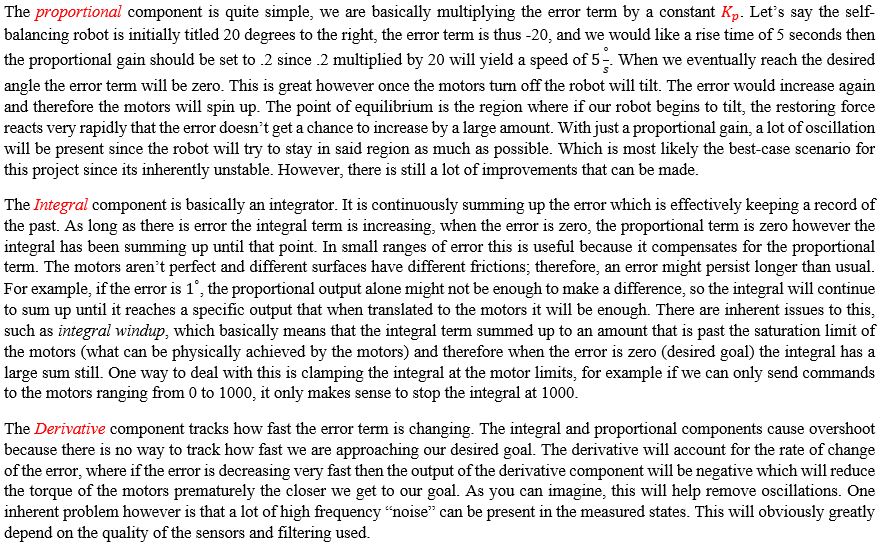 The proportional component is quite simple, we are basically multiplying the error term by a constant Kp. Let's say the self-
balancing robot is initially titled 20 degrees to the right, the error term is thus -20, and we would like a rise time of 5 seconds then
the proportional gain should be set to .2 since .2 multiplied by 20 will yield a speed of 5 °/s. When we eventually reach the desired
angle the error term will be zero. This is great however once the motors turn off the robot will tilt. The error would increase again
and therefore the motors will spin up. The point of equilibrium is the region where if our robot begins to tilt, the restoring force
reacts very rapidly that the error doesn't get a chance to increase by a large amount. With just a proportional gain, a lot of oscillation
will be present since the robot will try to stay in said region as much as possible. Which is most likely the best-case scenario for
this project since its inherently unstable. However, there is still a lot of improvements that can be made.
The Integral component is basically an integrator. It is continuously summing up the error which is effectively keeping a record of
the past. As long as there is error the integral term is increasing, when the error is zero, the proportional term is zero however the
integral has been summing up until that point. In small ranges of error this is useful because it compensates for the proportional
term. The motors aren't perfect and different surfaces have different frictions; therefore, an error might persist longer than usual.
For example, if the error is 1°, the proportional output alone might not be enough to make a difference, so the integral will continue
to sum up until it reaches a specific output that when translated to the motors it will be enough. There are inherent issues to this,
such as integral windup, which basically means that the integral term summed up to an amount that is past the saturation limit of
the motors (what can be physically achieved by the motors) and therefore when the error is zero (desired goal) the integral has a
large sum still. One way to deal with this is clamping the integral at the motor limits, for example if we can only send commands
to the motors ranging from 0 to 1000, it only makes sense to stop the integral at 1000.
The Derivative component tracks how fast the error term is changing. The integral and proportional components cause overshoot
because there is no way to track how fast we are approaching our desired goal. The derivative will account for the rate of change
of the error, where if the error is decreasing very fast then the output of the derivative component will be negative which will reduce
the torque of the motors prematurely the closer we get to our goal. As you can imagine, this will help remove oscillations. One
inherent problem however is that a lot of high frequency “noise” can be present in the measured states. This will obviously greatly
depend on the quality of the sensors and filtering used.